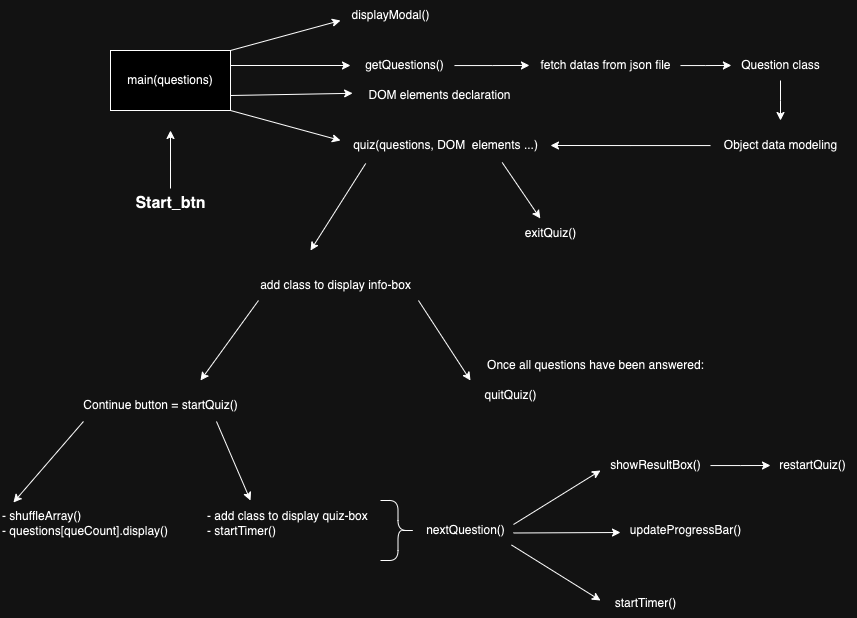 displayModal()
main(questions)
getQuestions()
fetch datas from json file
Question class
DOM elements declaration
quiz(questions, DOM elements ...)
Object data modeling
Start_btn
exitQuiz()
add class to display info-box
Once all questions have been answered:
quitQuiz()
Continue button = startQuiz()
showResultBox()
restartQuiz()
- shuffleArray()
- questions[queCount].display()
- add class to display quiz-box
- startTimer()
nextQuestion()
updateProgressBar()
startTimer()